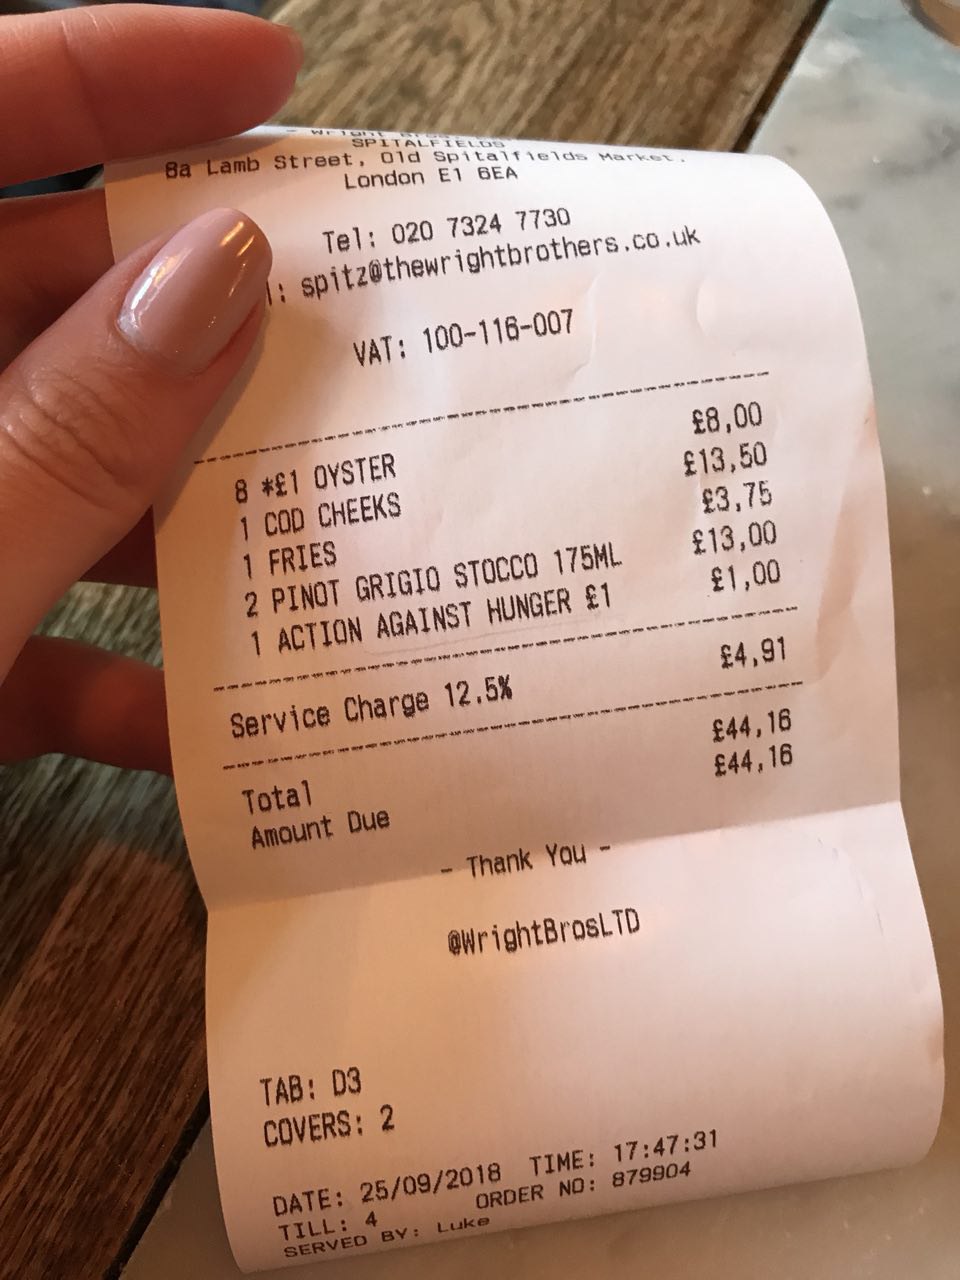 - Wright Bros.
SPITALFIELDS
8a Lamb Street, Old Spitalfields Market,
London E1 6EA
Tel: 020 7324 7730
l: spitz@thewrightbrothers.co.uk
VAT: 100-116-007
8 *£1 OYSTER £8,00
1 COD CHEEKS £13,50
1 FRIES £3,75
2 PINOT GRIGIO STOCCO 175ML £13,00
1 ACTION AGAINST HUNGER £1 £1,00
Service Charge 12,5% £4,91
Total £44,16
Amount Due £44,16
- Thank You -
@WrightBrosLTD
TAB: D3
COVERS: 2
DATE: 25/09/2018 TIME: 17:47:31
TILL: 4 ORDER NO: 879904
SERVED BY: Luke